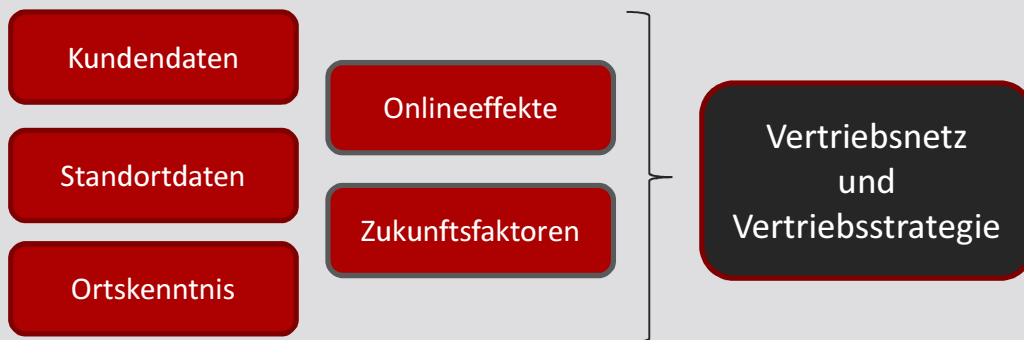 Kundendaten
Standortdaten
Ortskenntnis
Onlineeffekte
Zukunftsfaktoren
Vertriebsnetz
und
Vertriebsstrategie